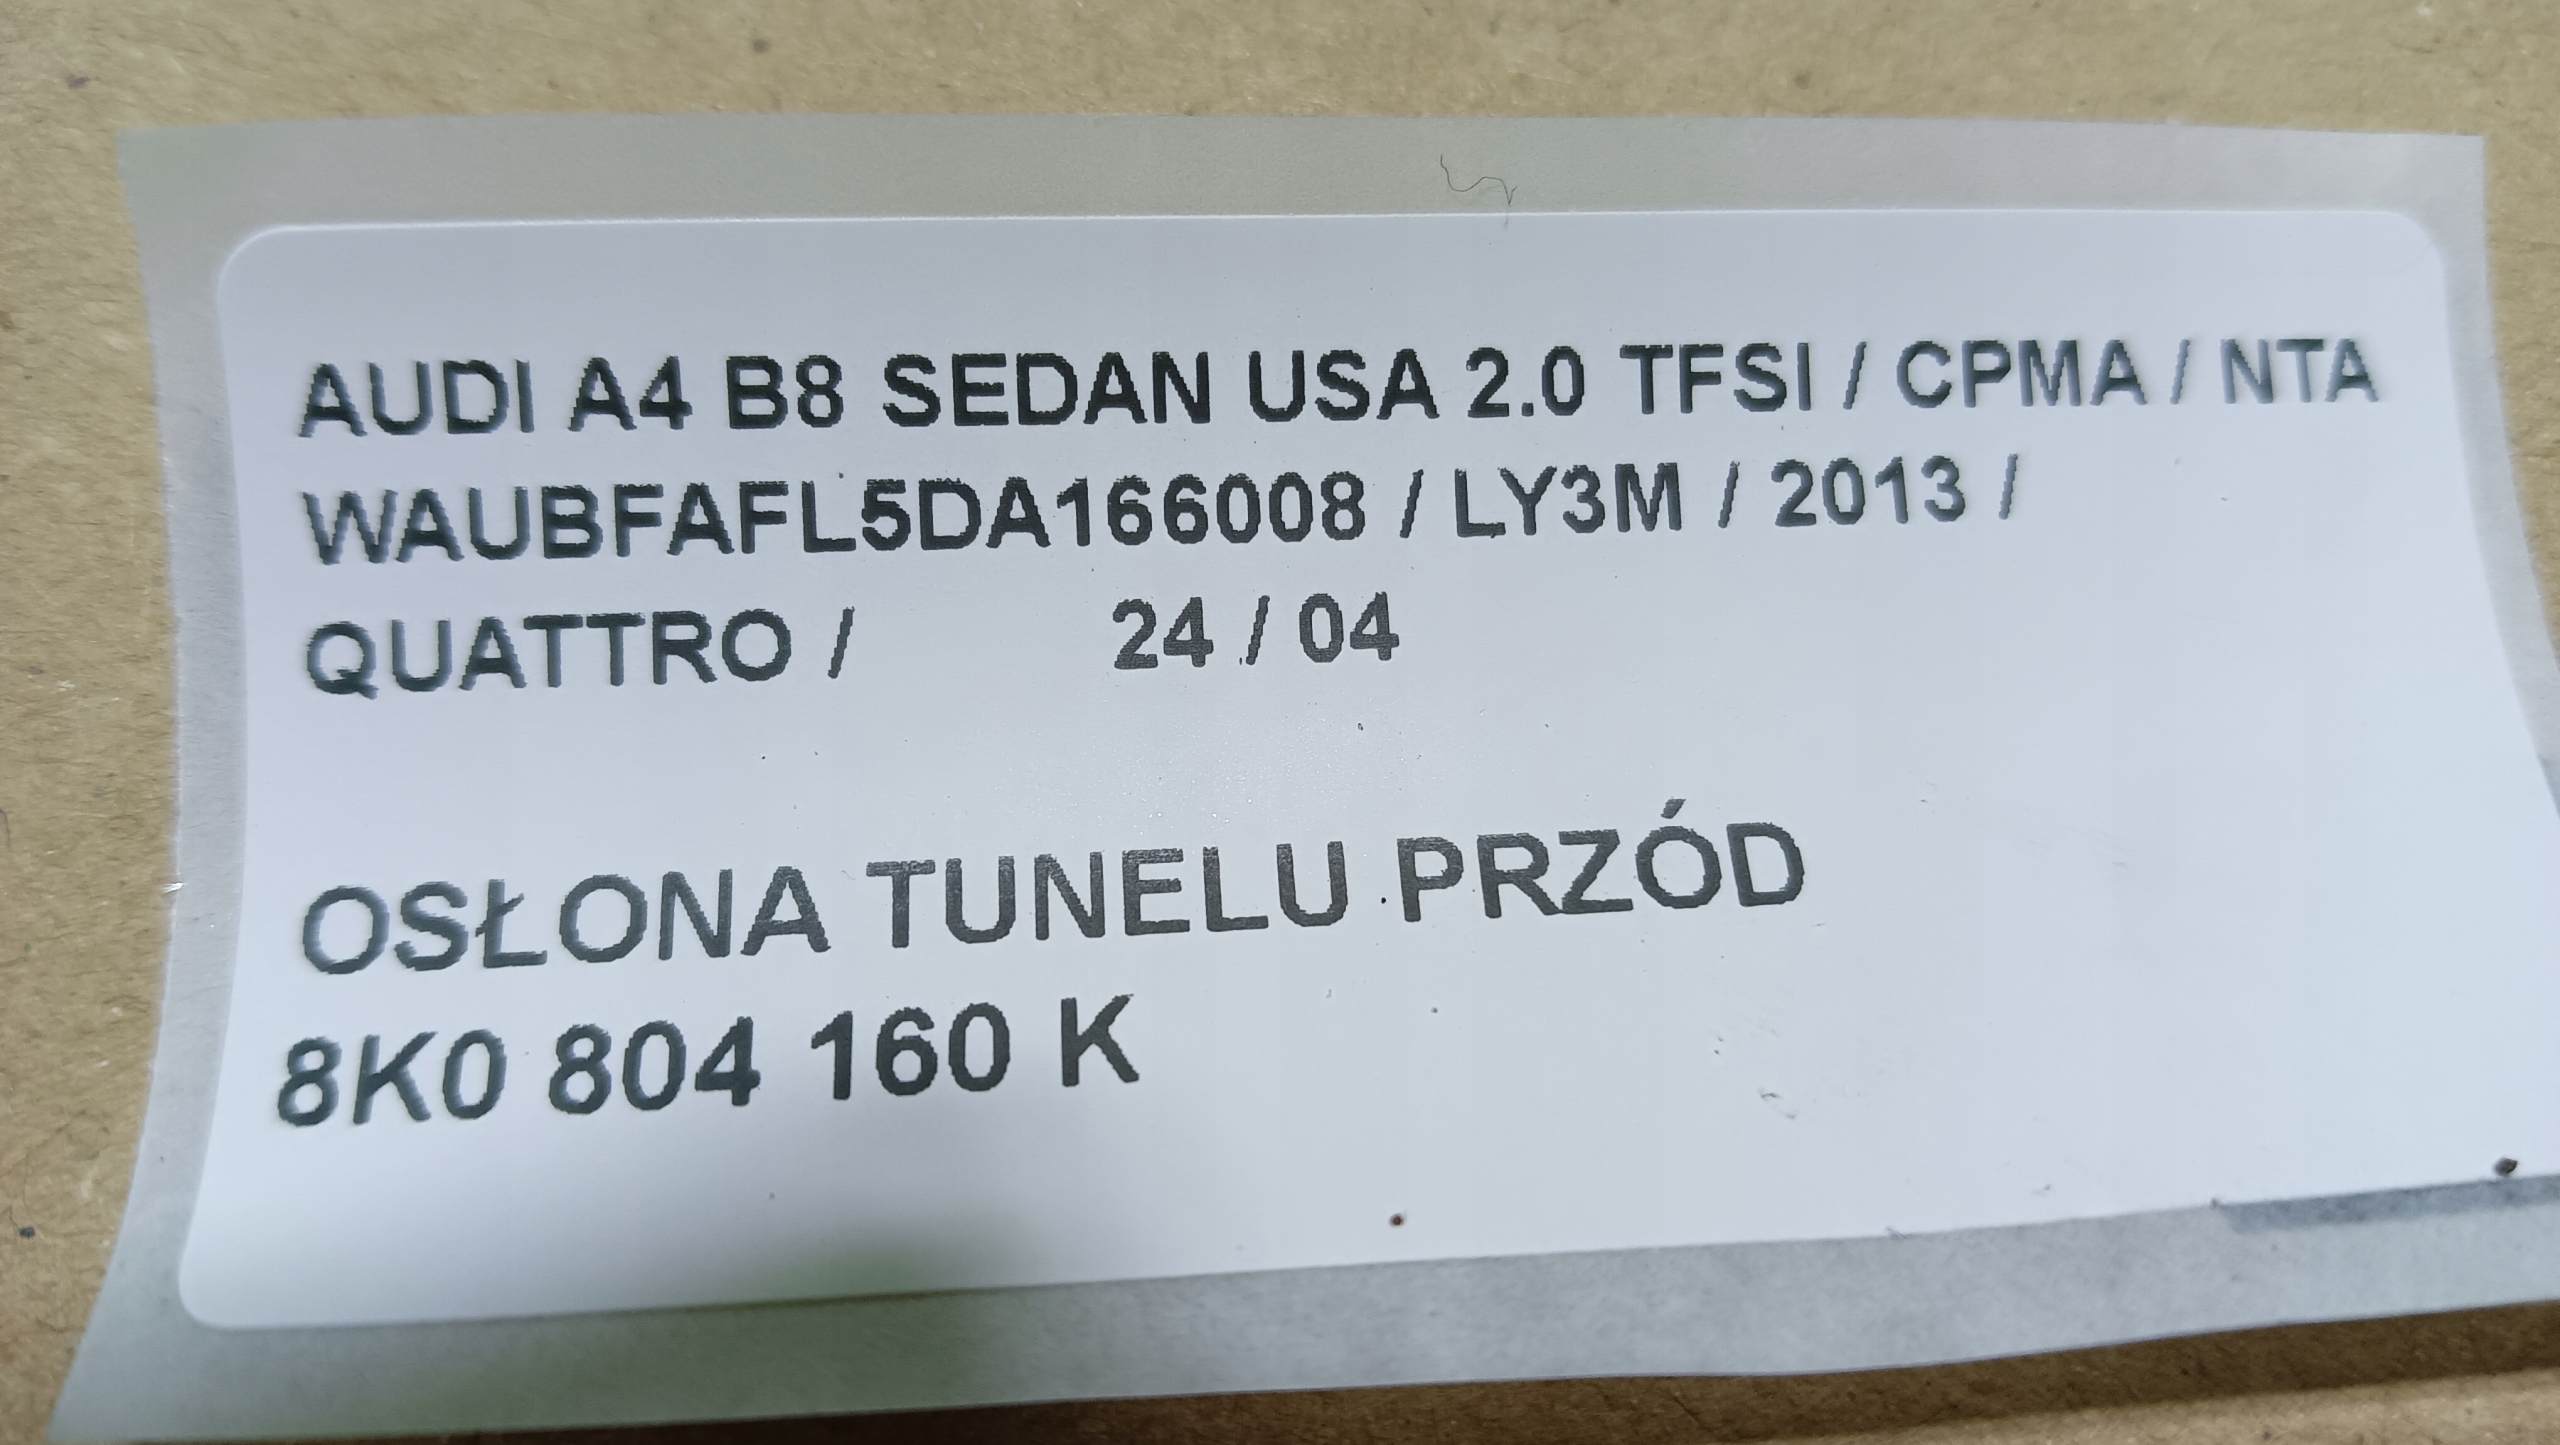 AUDI A4 B8 SEDAN USA 2.0 TFSI / CPMA / NTA
WAUBFAFL5DA166008 / LY3M / 2013 /
QUATTRO / 24 / 04
OSŁONA TUNELU PRZÓD
8K0 804 160 K